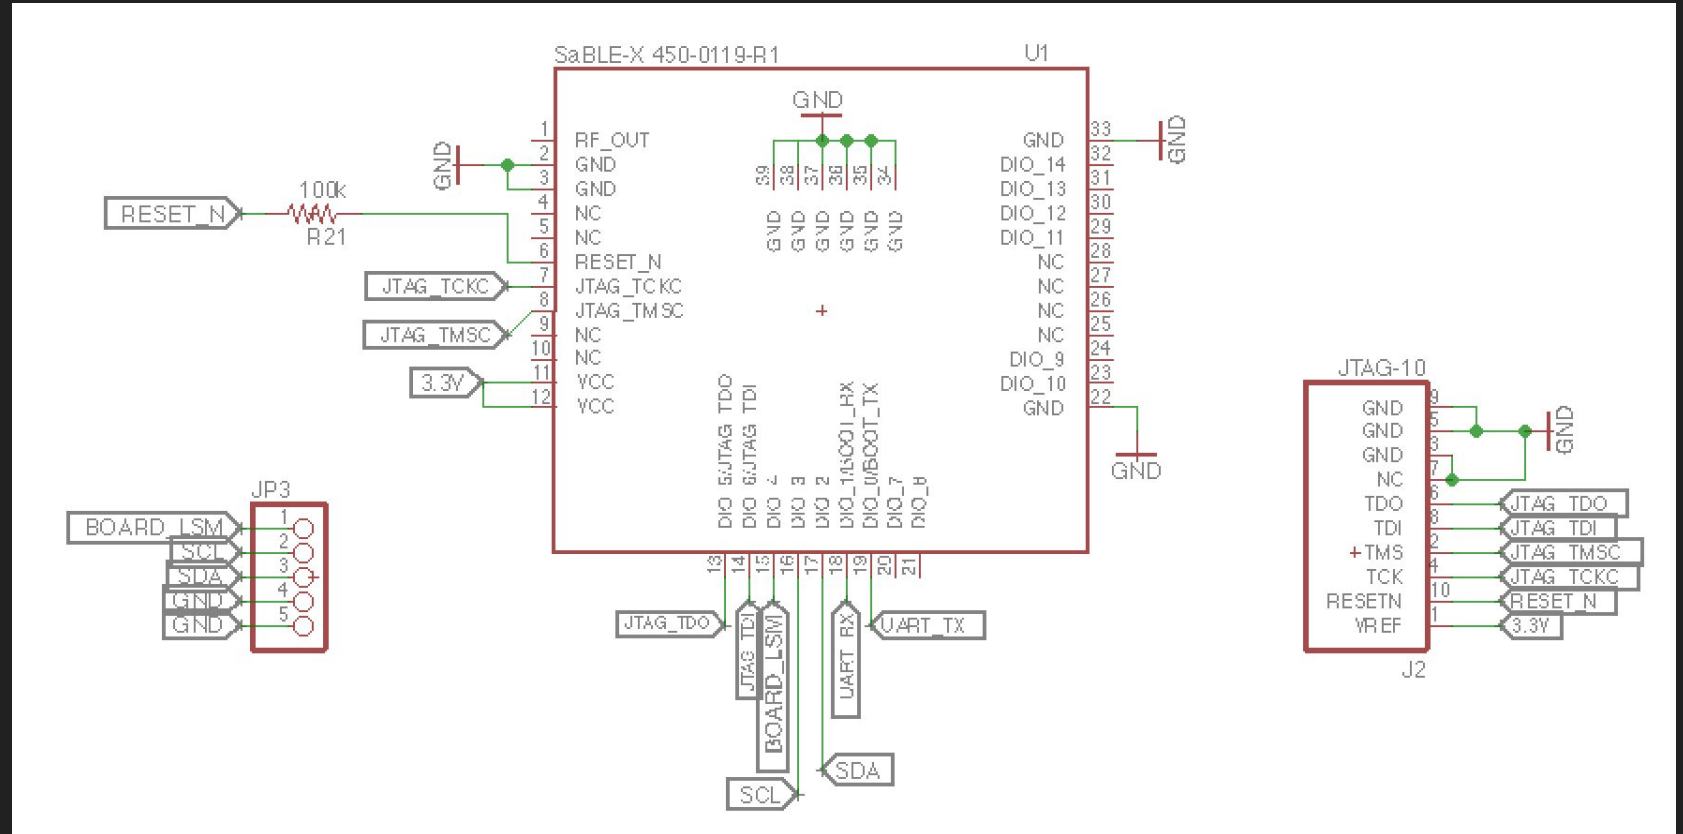 SaBLE-X 450-0119-R1
U1
GND
39
38
37
36
35
34
GND
GND
GND
GND
GND
GND
1 RF_OUT
2 GND
3 GND
4 NC
5 NC
6 RESET_N
7 JTAG_TCKC
8 JTAG_TMSC
9 NC
10 NC
11 VCC
12 VCC
GND
RESET_N
100k
R21
JTAG_TCKC
JTAG_TMSC
3.3V
GND 33
DIO_14 32
DIO_13 31
DIO_12 30
DIO_11 29
NC 28
NC 27
NC 26
NC 25
DIO_9 24
DIO_10 23
GND 22
GND
GND
DIO_5/JTAG_TDO
DIO_6/JTAG_TDI
DIO_4
DIO_3
DIO_2
DIO_1/BOOT_RX
DIO_0/BOOT_TX
DIO_7
DIO_8
13
14
15
16
17
18
19
20
21
JTAG_TDO
JTAG_TDI
BOARD_LSM
SCL
SDA
UART_RX
UART_TX
JP3
BOARD_LSM 1
SCL 2
SDA 3
GND 4
GND 5
JTAG-10
GND 9
GND 5
GND 3
NC 7
TDO 6 JTAG_TDO
TDI 8 JTAG_TDI
TMS 2 JTAG_TMSC
TCK 4 JTAG_TCKC
RESETN 10 RESET_N
VREF 1 3.3V
GND
J2